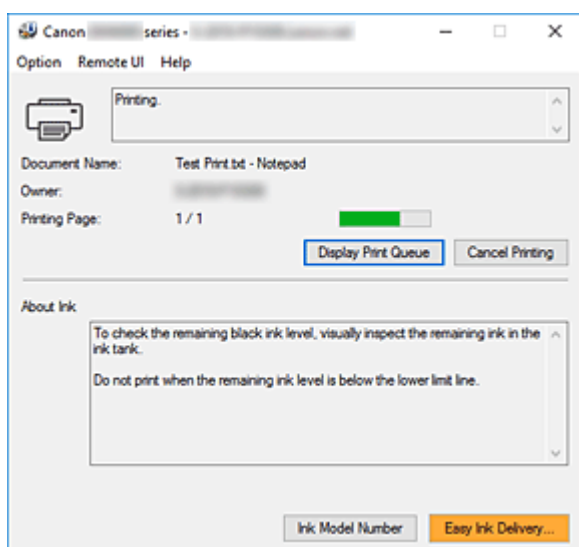 Canon series -
Option Remote UI Help
Printing.
Document Name: Test Print.txt - Notepad
Owner:
Printing Page: 1 / 1
Display Print Queue Cancel Printing
About Ink
To check the remaining black ink level, visually inspect the remaining ink in the
ink tank.
Do not print when the remaining ink level is below the lower limit line.
Ink Model Number Easy Ink Delivery...